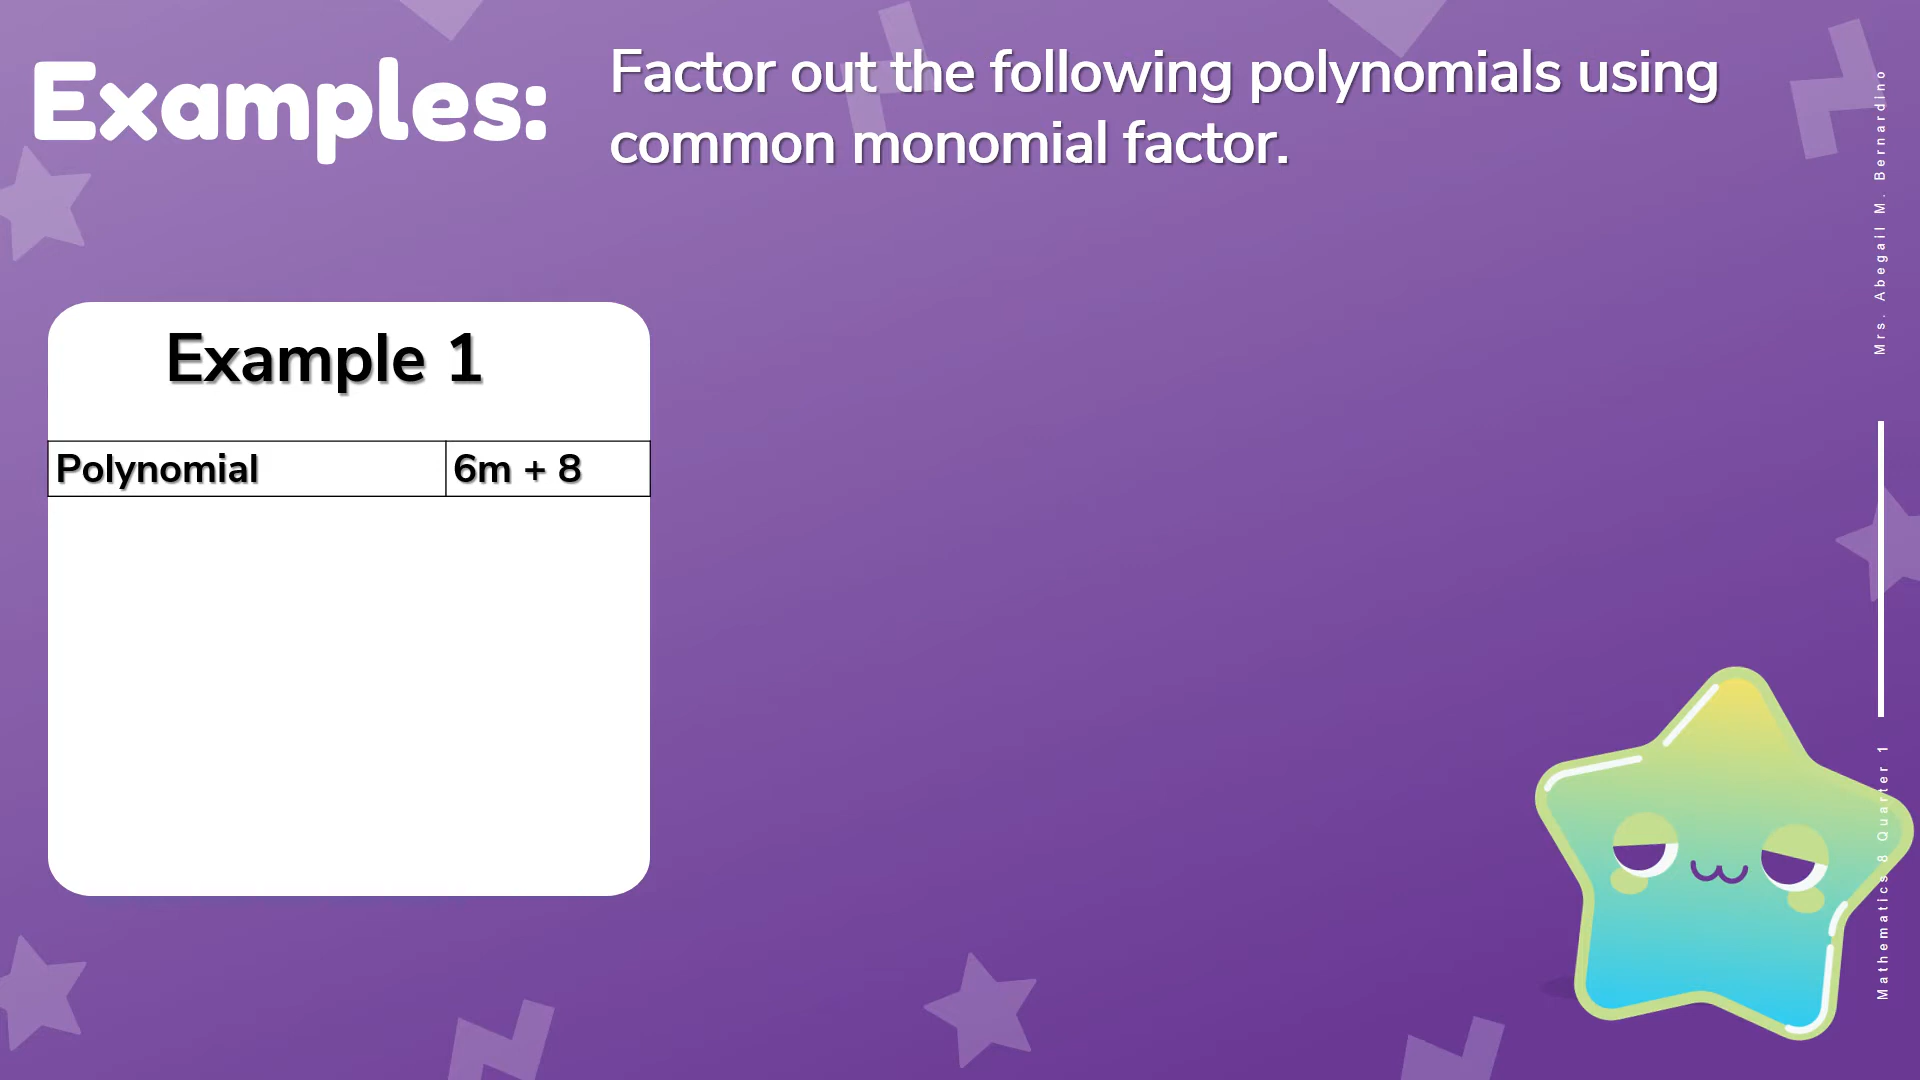 Examples:
Factor out the following polynomials using
common monomial factor.
Example 1
Polynomial 6m + 8
Mrs. Abegail M. Bernardino
Mathematics 8 Quarter 1